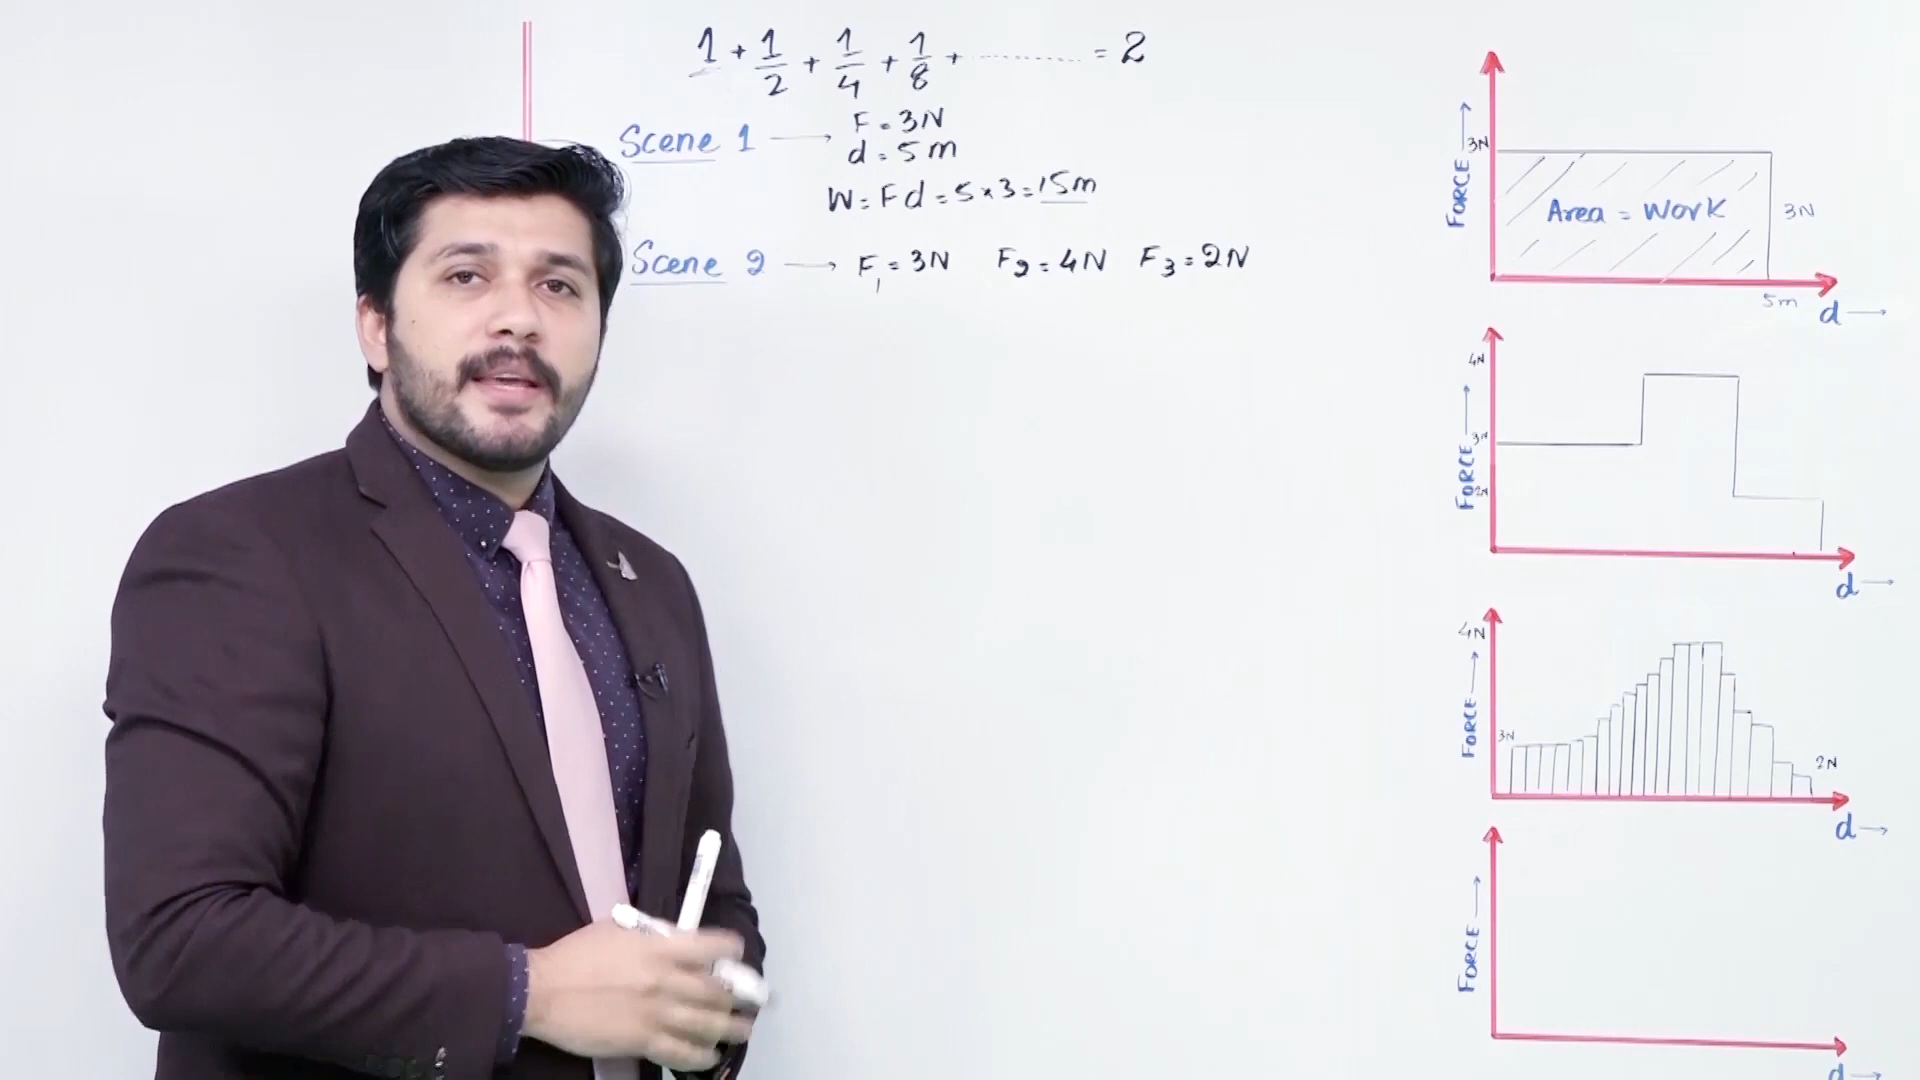 1 + 1/2 + 1/4 + 1/8 + ............ = 2
Scene 1 → F = 3N
d = 5m
W = Fd = 5×3 = 15m
Scene 2 → F₁ = 3N F₂ = 4N F₃ = 2N
FORCE →
3N
Area = Work
3N
5m
d →
4N
3N
2N
FORCE →
d →
4N
FORCE →
3N
2N
d →
FORCE →
d →